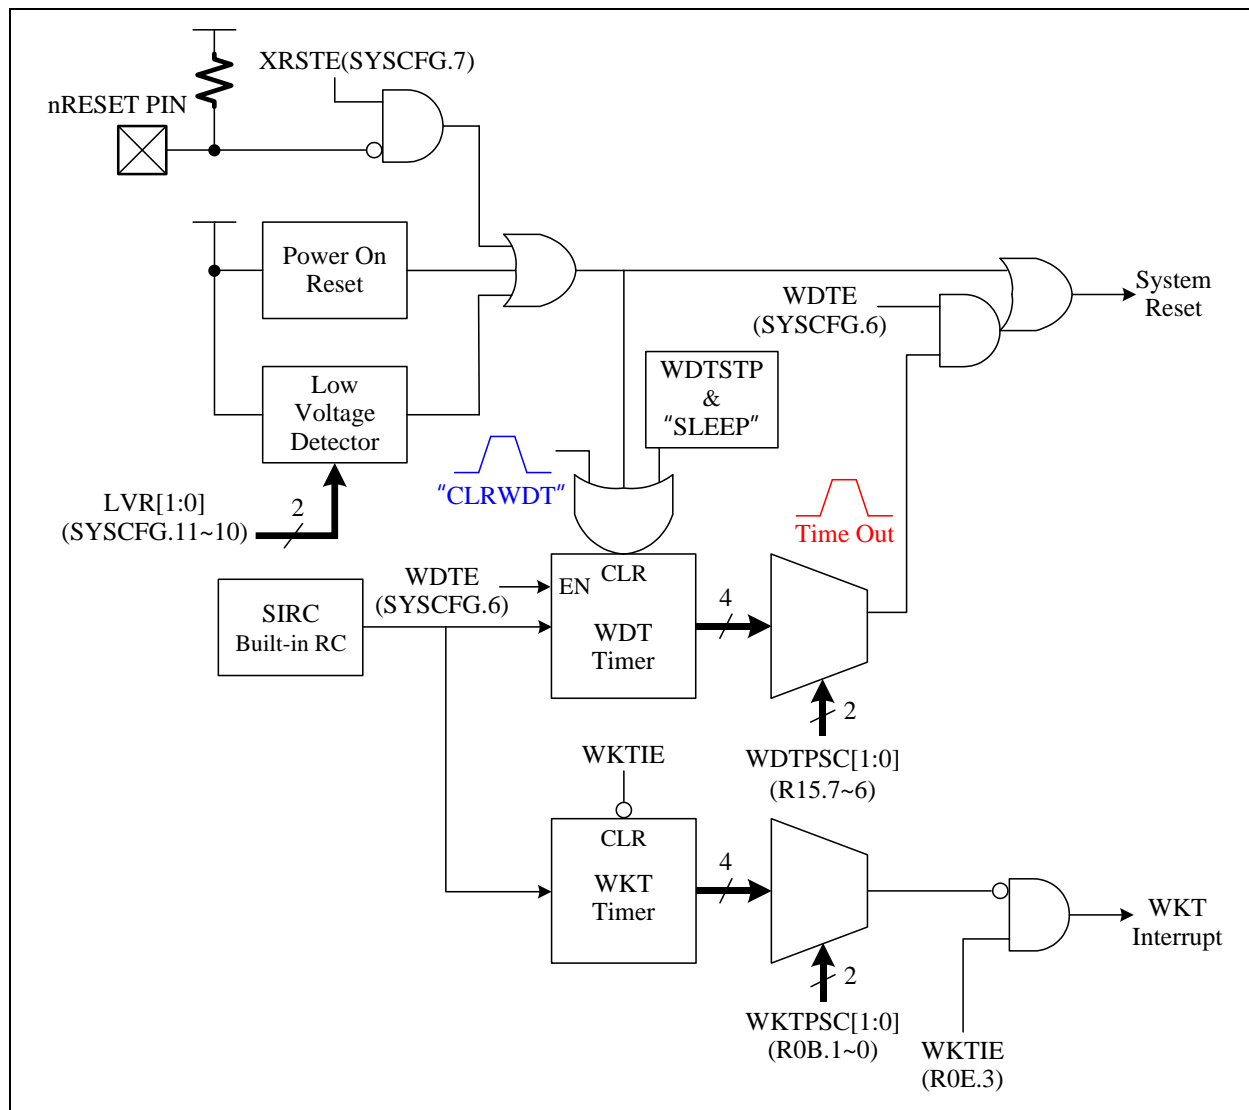 XRSTE(SYSCFG.7)
nRESET PIN
Power On
Reset
System
Reset
WDTE
(SYSCFG.6)
WDTSTP
&
"SLEEP"
Low
Voltage
Detector
"CLRWDT"
LVR[1:0]
(SYSCFG.11~10)
2
Time Out
WDTE
(SYSCFG.6)
CLR
EN
WDT
Timer
4
SIRC
Built-in RC
2
WDTPSC[1:0]
(R15.7~6)
WKTIE
CLR
WKT
Timer
4
WKT
Interrupt
2
WKTPSC[1:0]
(R0B.1~0)
WKTIE
(R0E.3)